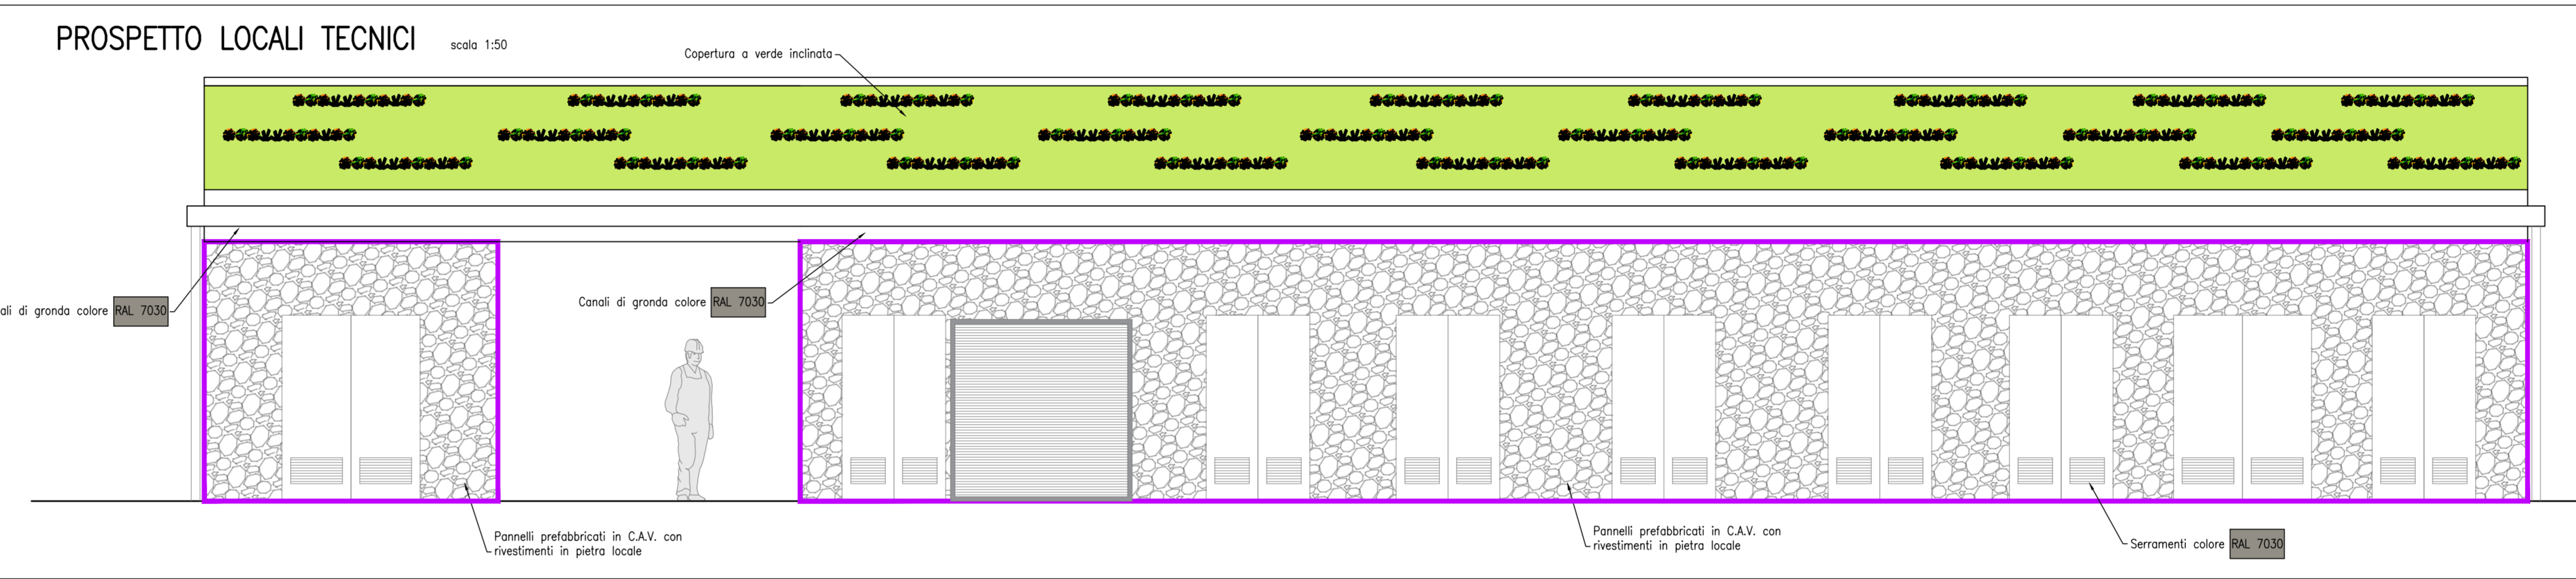 PROSPETTO LOCALI TECNICI scala 1:50
Copertura a verde inclinata
ali di gronda colore RAL 7030
Canali di gronda colore RAL 7030
Pannelli prefabbricati in C.A.V. con
rivestimenti in pietra locale
Pannelli prefabbricati in C.A.V. con
rivestimenti in pietra locale
Serramenti colore RAL 7030